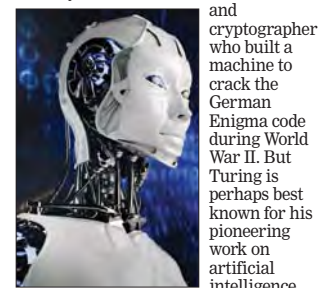 and
cryptographer
who built a
machine to
crack the
German
Enigma code
during World
War II. But
Turing is
perhaps best
known for his
pioneering
work on
artificial
intelligence